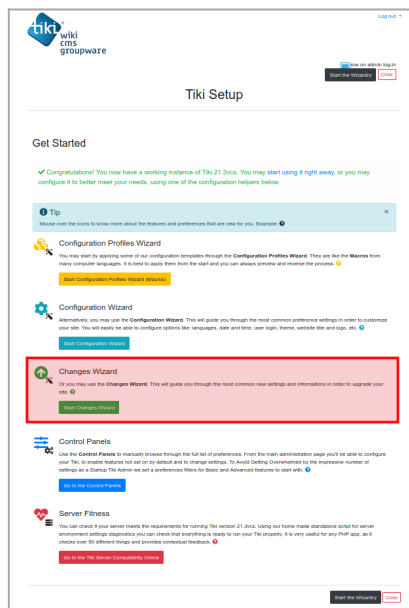 Log out
tiki
wiki
cms
groupware
Show on admin log-in
Start the Wizardry
Close
Tiki Setup
Get Started
Congratulations! You now have a working instance of Tiki 21.3vcs. You may start using it right away, or you may
configure it to better meet your needs, using one of the configuration helpers below.
Tip
×
Mouse over the icons to know more about the features and preferences that are new for you. Example:
Configuration Profiles Wizard
You may start by applying some of our configuration templates through the Configuration Profiles Wizard. They are like the Macros from
many computer languages. It is best to apply them from the start and you can always preview and reverse the process.
Start Configuration Profiles Wizard (Macros)
Configuration Wizard
Alternatively, you may use the Configuration Wizard. This will guide you through the most common preference settings in order to customize
your site. You will easily be able to configure options like: languages, date and time, user login, theme, website title and logo, etc.
Start Configuration Wizard
Changes Wizard
Or you may use the Changes Wizard. This will guide you through the most common new settings and informations in order to upgrade your
site.
Start Changes Wizard
Control Panels
Use the Control Panels to manually browse through the full list of preferences. From the main administration page you'll be able to configure
your Tiki, to enable features not set on by default and to change settings. To Avoid Getting Overwhelmed by the impressive number of
settings as a Startup Tiki Admin we set a preferences filters for Basic and Advanced features to start with.
Go to the Control Panels
Server Fitness
You can check if your server meets the requirements for running Tiki version 21.3vcs. Using our home made standalone script for server
environment settings diagnostics you can check that everything is ready to run your Tiki properly. It is very useful for any PHP app, as it
checks over 50 different things and provides contextual feedback.
Go to the Tiki Server Compatibility Check
Start the Wizardry
Close